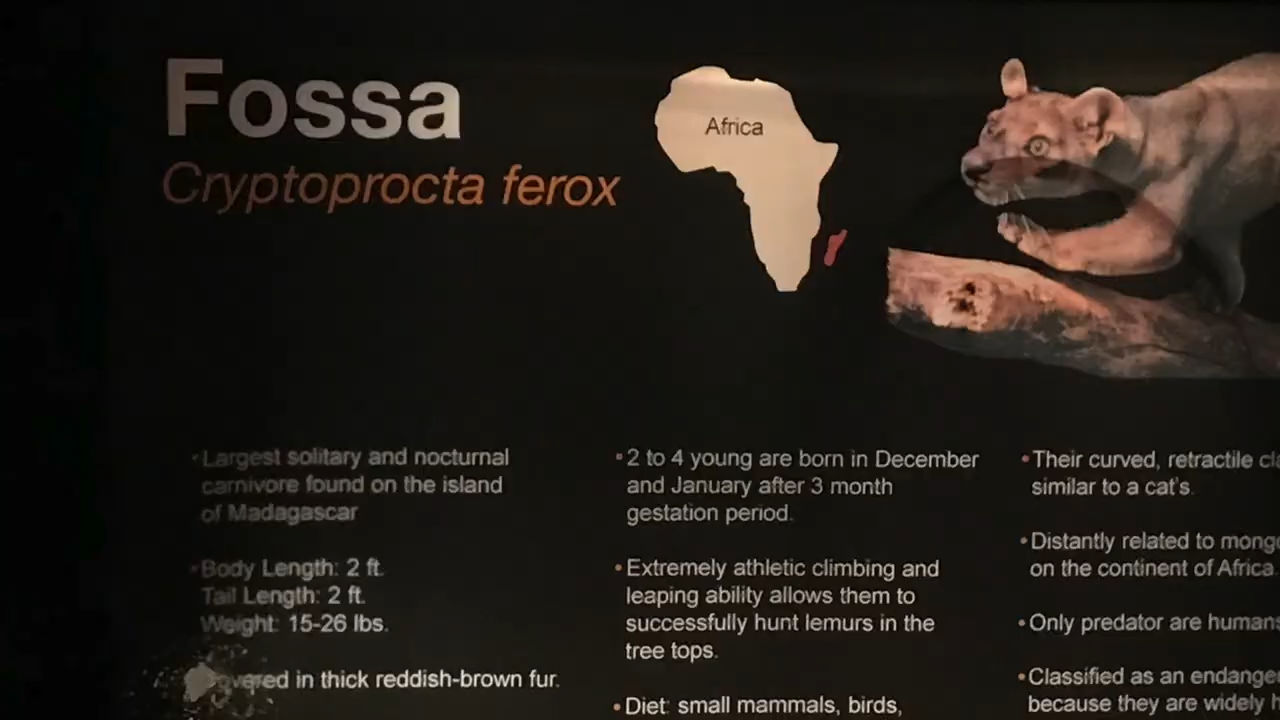 Fossa
Cryptoprocta ferox
Africa
•Largest solitary and nocturnal
carnivore found on the island
of Madagascar
•Body Length: 2 ft.
Tail Length: 2 ft.
Weight: 15-26 lbs.
in thick reddish-brown fur.
•2 to 4 young are born in December
and January after 3 month
gestation period.
•Extremely athletic climbing and
leaping ability allows them to
successfully hunt lemurs in the
tree tops.
•Diet: small mammals, birds,
•Their curved, retractile
similar to a cat's.
•Distantly related to
on the continent of Africa
•Only predator are humans
•Classified as an
because they are widely